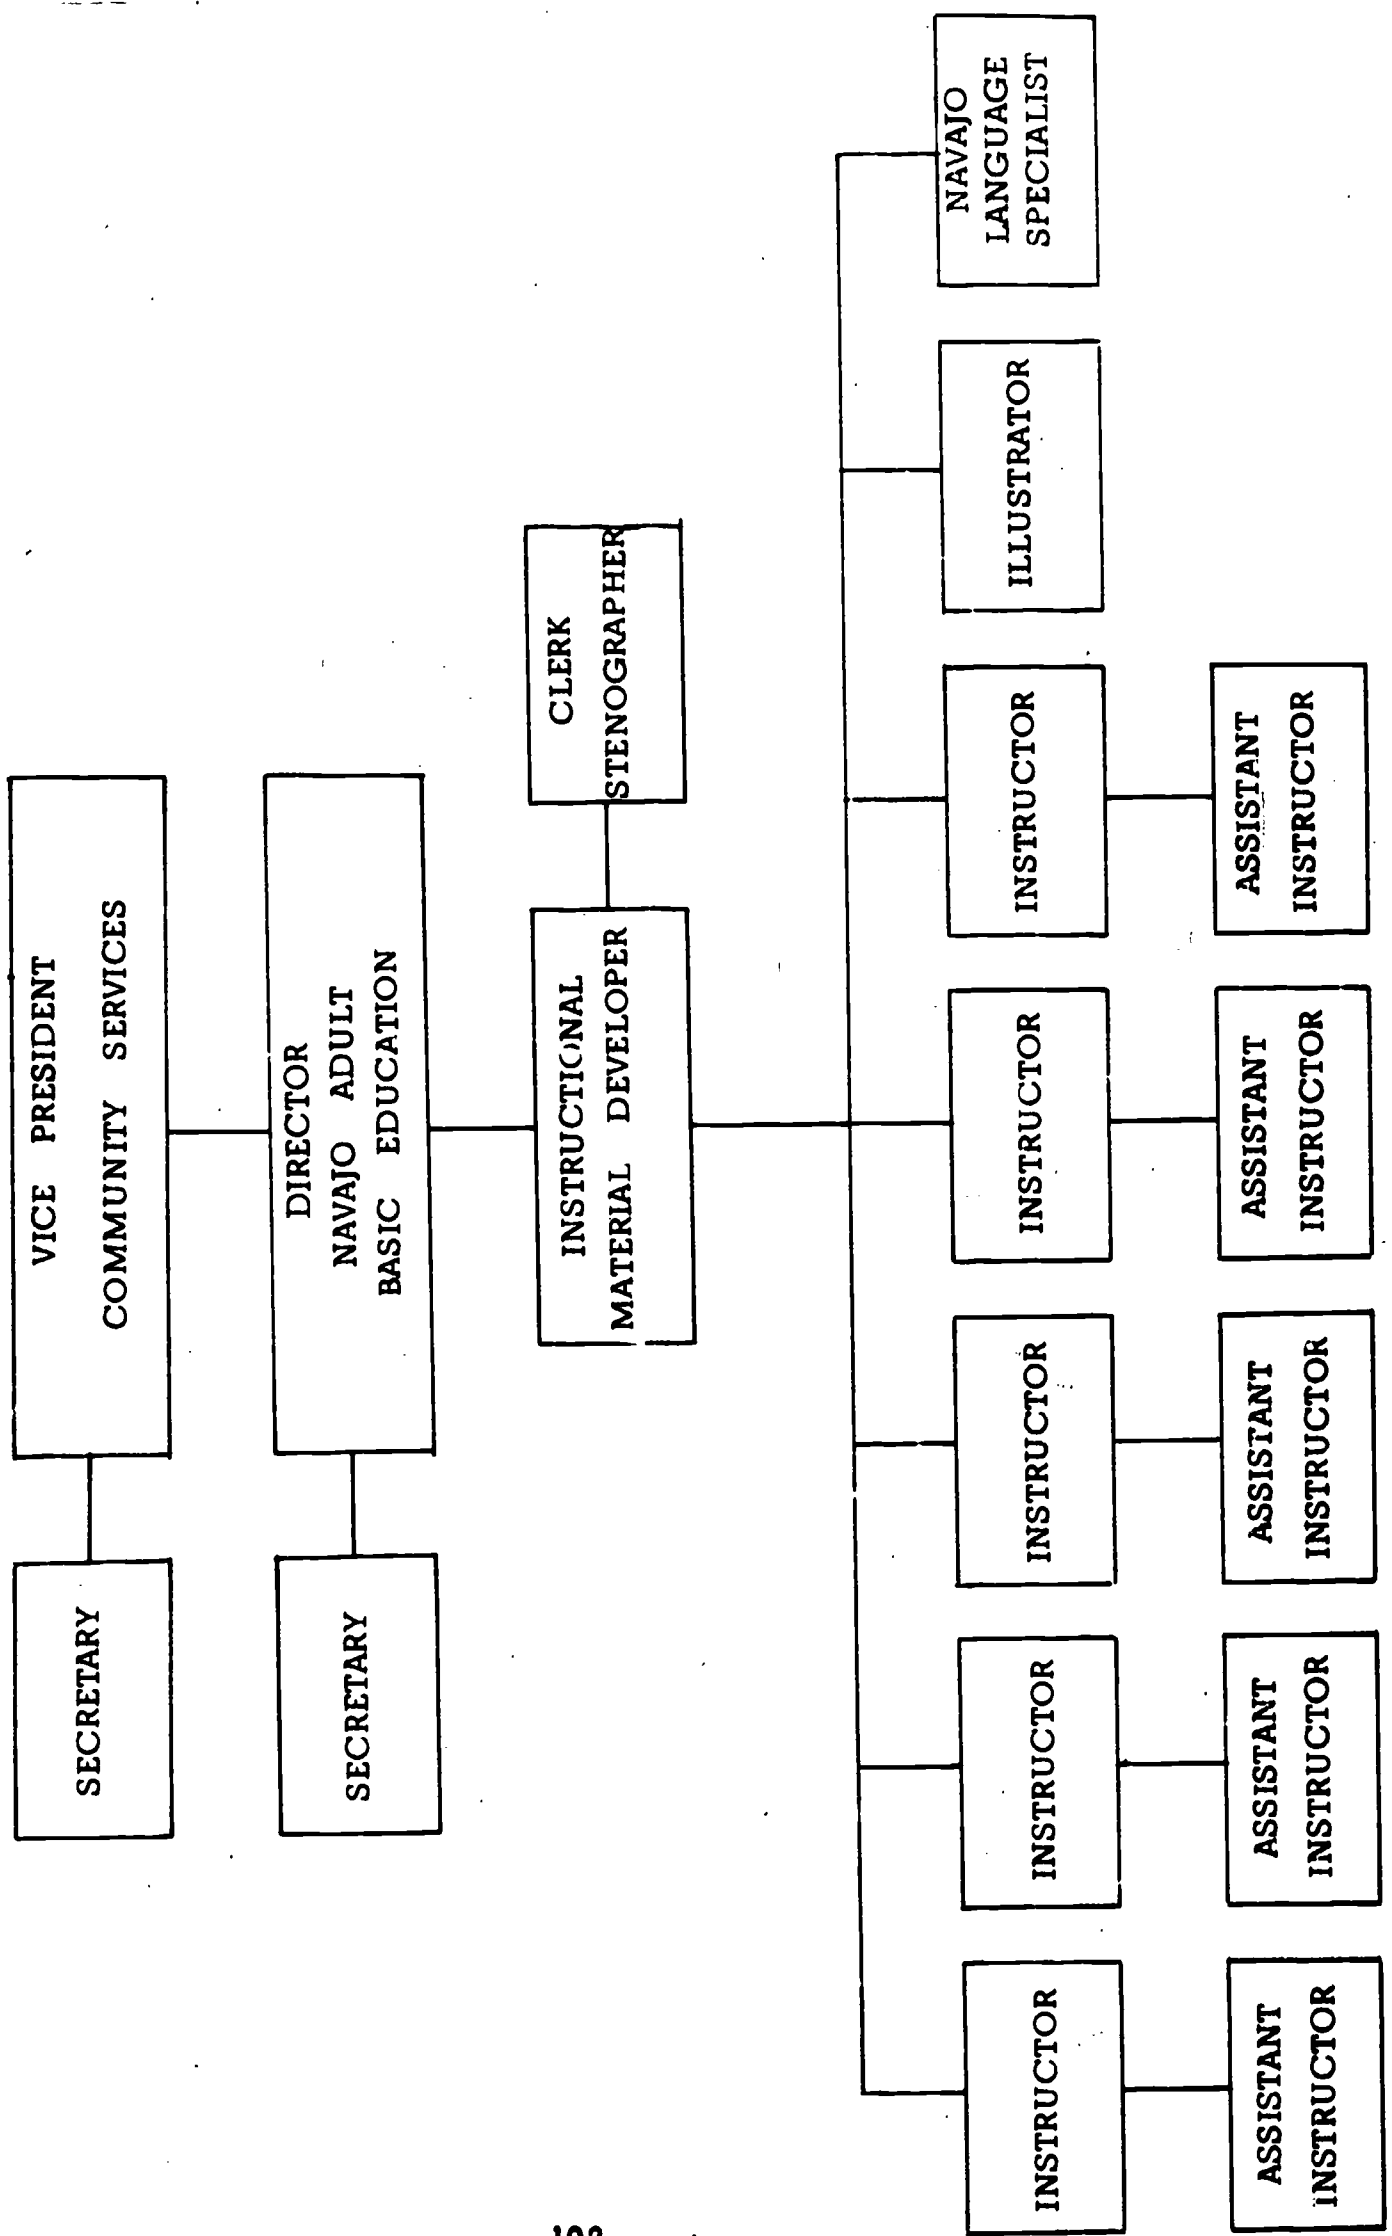 SECRETARY
VICE PRESIDENT
COMMUNITY SERVICES
SECRETARY
DIRECTOR
NAVAJO ADULT
BASIC EDUCATION
INSTRUCTIONAL
MATERIAL DEVELOPER
CLERK
STENOGRAPHER
INSTRUCTOR
INSTRUCTOR
INSTRUCTOR
INSTRUCTOR
INSTRUCTOR
ILLUSTRATOR
NAVAJO
LANGUAGE
SPECIALIST
ASSISTANT
INSTRUCTOR
ASSISTANT
INSTRUCTOR
ASSISTANT
INSTRUCTOR
ASSISTANT
INSTRUCTOR
ASSISTANT
INSTRUCTOR